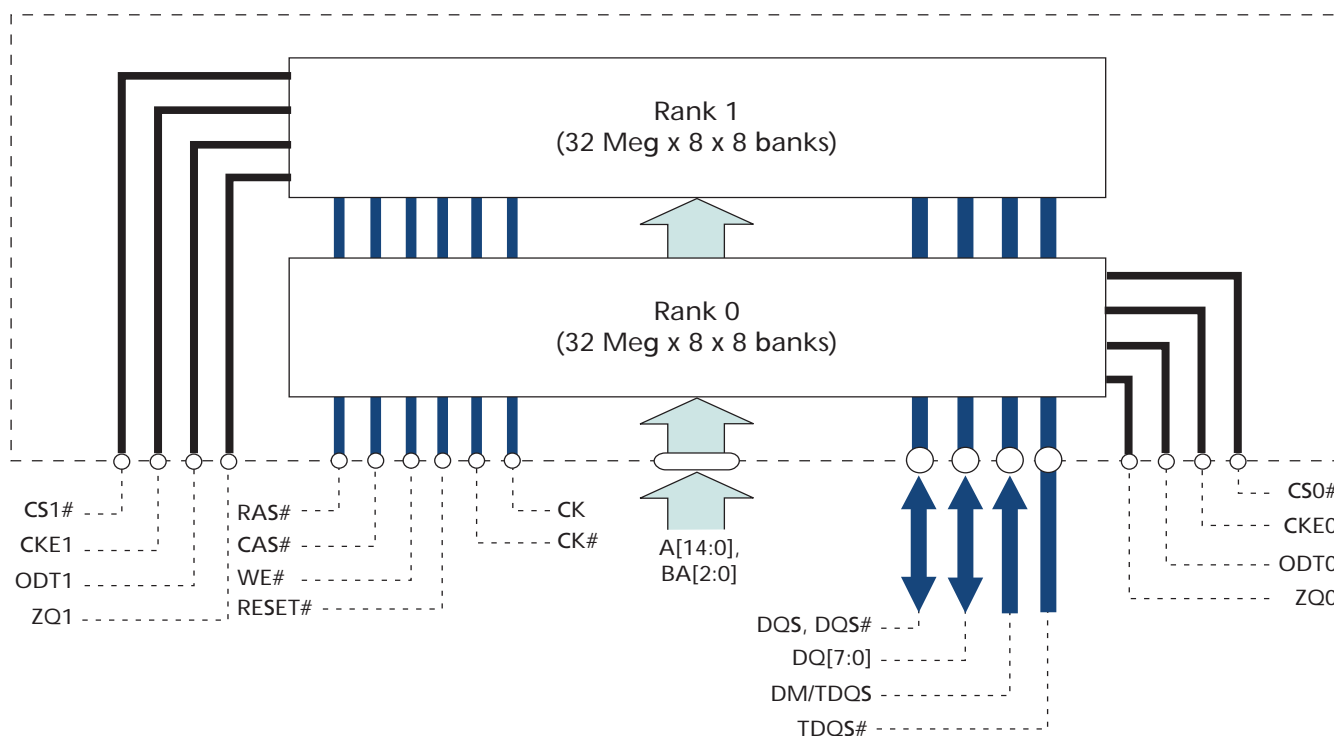 Rank 1
(32 Meg x 8 x 8 banks)
Rank 0
(32 Meg x 8 x 8 banks)
CS1#
CKE1
ODT1
ZQ1
RAS#
CAS#
WE#
RESET#
CK
CK#
A[14:0],
BA[2:0]
DQS, DQS#
DQ[7:0]
DM/TDQS
TDQS#
CS0#
CKE0
ODT0
ZQ0